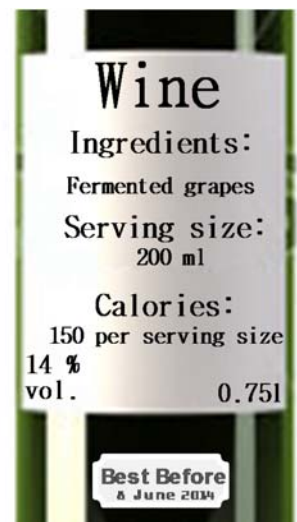 Wine
Ingredients:
Fermented grapes
Serving size:
200 ml
Calories:
150 per serving size
14 %
vol. 0.75l
Best Before
8 June 2014